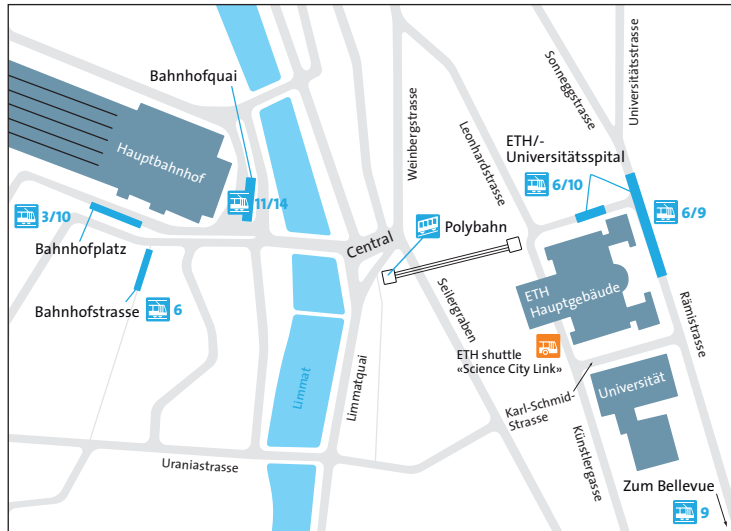 Bahnhofquai
Hauptbahnhof
11/14
3/10
Bahnhofplatz
Bahnhofstrasse
6
Central
Polybahn
Weinbergstrasse
Leonhardstrasse
Sonneggstrasse
Universitätsstrasse
ETH/-
Universitätsspital
6/10
6/9
ETH
Hauptgebäude
Rämistrasse
Seilergraben
ETH shuttle
«Science City Link»
Karl-Schmid-
Strasse
Universität
Künstlergasse
Limmat
Limmatquai
Uraniastrasse
Zum Bellevue
9